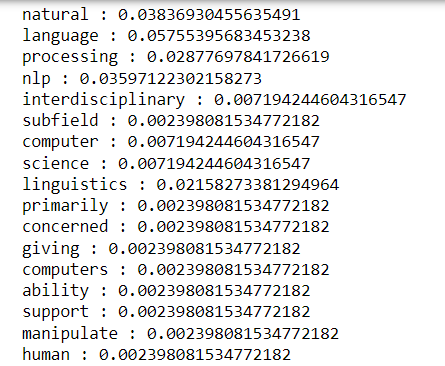 natural : 0.03836930455635491
language : 0.05755395683453238
processing : 0.02877697841726619
nlp : 0.03597122302158273
interdisciplinary : 0.007194244604316547
subfield : 0.002398081534772182
computer : 0.007194244604316547
science : 0.007194244604316547
linguistics : 0.02158273381294964
primarily : 0.002398081534772182
concerned : 0.002398081534772182
giving : 0.002398081534772182
computers : 0.002398081534772182
ability : 0.002398081534772182
support : 0.002398081534772182
manipulate : 0.002398081534772182
human : 0.002398081534772182